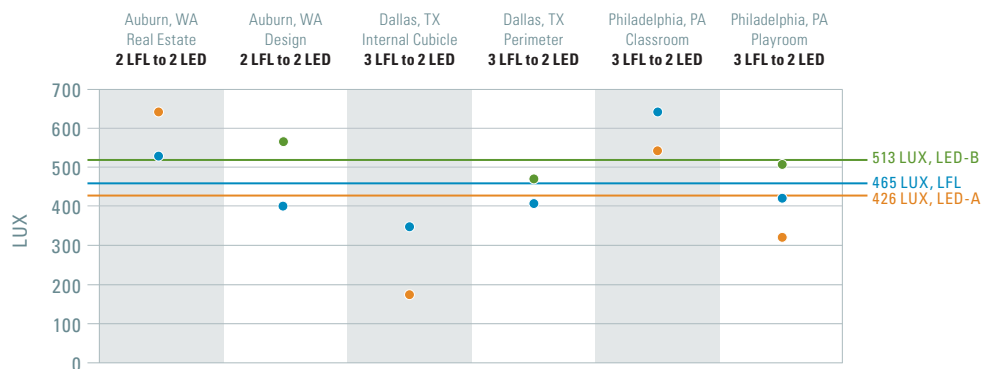 Auburn, WA
Real Estate
2 LFL to 2 LED
Auburn, WA
Design
2 LFL to 2 LED
Dallas, TX
Internal Cubicle
3 LFL to 2 LED
Dallas, TX
Perimeter
3 LFL to 2 LED
Philadelphia, PA
Classroom
3 LFL to 2 LED
Philadelphia, PA
Playroom
3 LFL to 2 LED
LUX
700
600
500
400
300
200
100
0
513 LUX, LED-B
465 LUX, LFL
426 LUX, LED-A